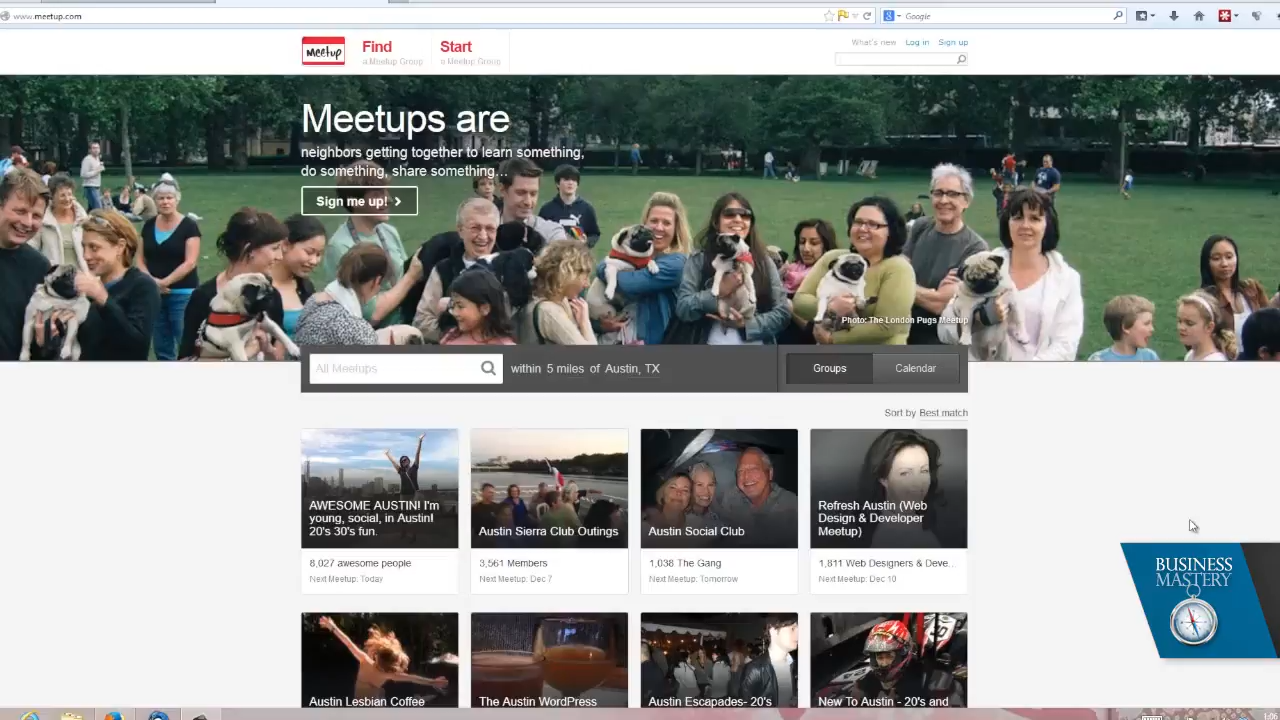 www.meetup.com
Google
Meetup
Find
a Meetup Group
Start
a Meetup Group
What's new
Log in
Sign up
Meetups are
neighbors getting together to learn something,
do something, share something...
Sign me up!
Photo: The London Pugs Meetup
All Meetups
within 5 miles of Austin, TX
Groups
Calendar
Sort by Best match
AWESOME AUSTIN! I'm
young, social, in Austin!
20's 30's fun.
8,027 awesome people
Next Meetup: Today
Austin Sierra Club Outings
3,561 Members
Next Meetup: Dec 7
Austin Social Club
1,038 The Gang
Next Meetup: Tomorrow
Refresh Austin (Web
Design & Developer
Meetup)
1,811 Web Designers & Deve...
Next Meetup: Dec 10
BUSINESS
MASTERY
Austin Lesbian Coffee
The Austin WordPress
Austin Escapades- 20's
New To Austin - 20's and